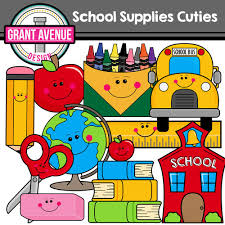 GRANT AVENUE
DESIGN
School Supplies Cuties
SCHOOL BUS
SCHOOL